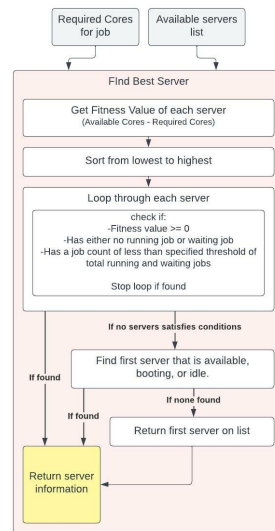 Required Cores
for job
Available servers
list
FInd Best Server
Get Fitness Value of each server
(Available Cores - Required Cores)
Sort from lowest to highest
Loop through each server
check if:
-Fitness value >= 0
-Has either no running job or waiting job
-Has a job count of less than specified threshold of
total running and waiting jobs
Stop loop if found
If no servers satisfies conditions
Find first server that is available,
booting, or idle.
If found
If found
If none found
Return first server on list
Return server
information